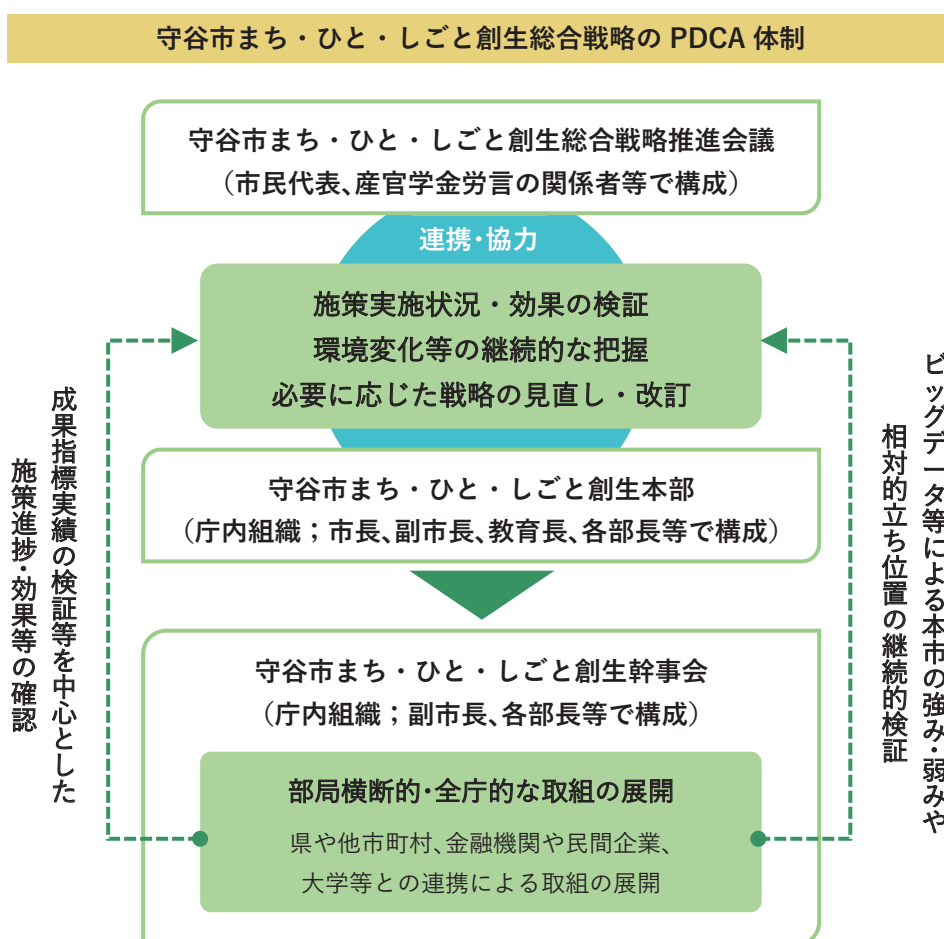 守谷市まち・ひと・しごと創生総合戦略の PDCA 体制
守谷市まち・ひと・しごと創生総合戦略推進会議
（市民代表、産官学金労言の関係者等で構成）
連携・協力
施策実施状況・効果の検証
環境変化等の継続的な把握
必要に応じた戦略の見直し・改訂
守谷市まち・ひと・しごと創生本部
（庁内組織；市長、副市長、教育長、各部長等で構成）
守谷市まち・ひと・しごと創生幹事会
（庁内組織；副市長、各部長等で構成）
部局横断的・全庁的な取組の展開
県や他市町村、金融機関や民間企業、
大学等との連携による取組の展開
成果指標実績の検証等を中心とした
施策進捗・効果等の確認
ビッグデータ等による本市の強み・弱みや
相対的立ち位置の継続的検証